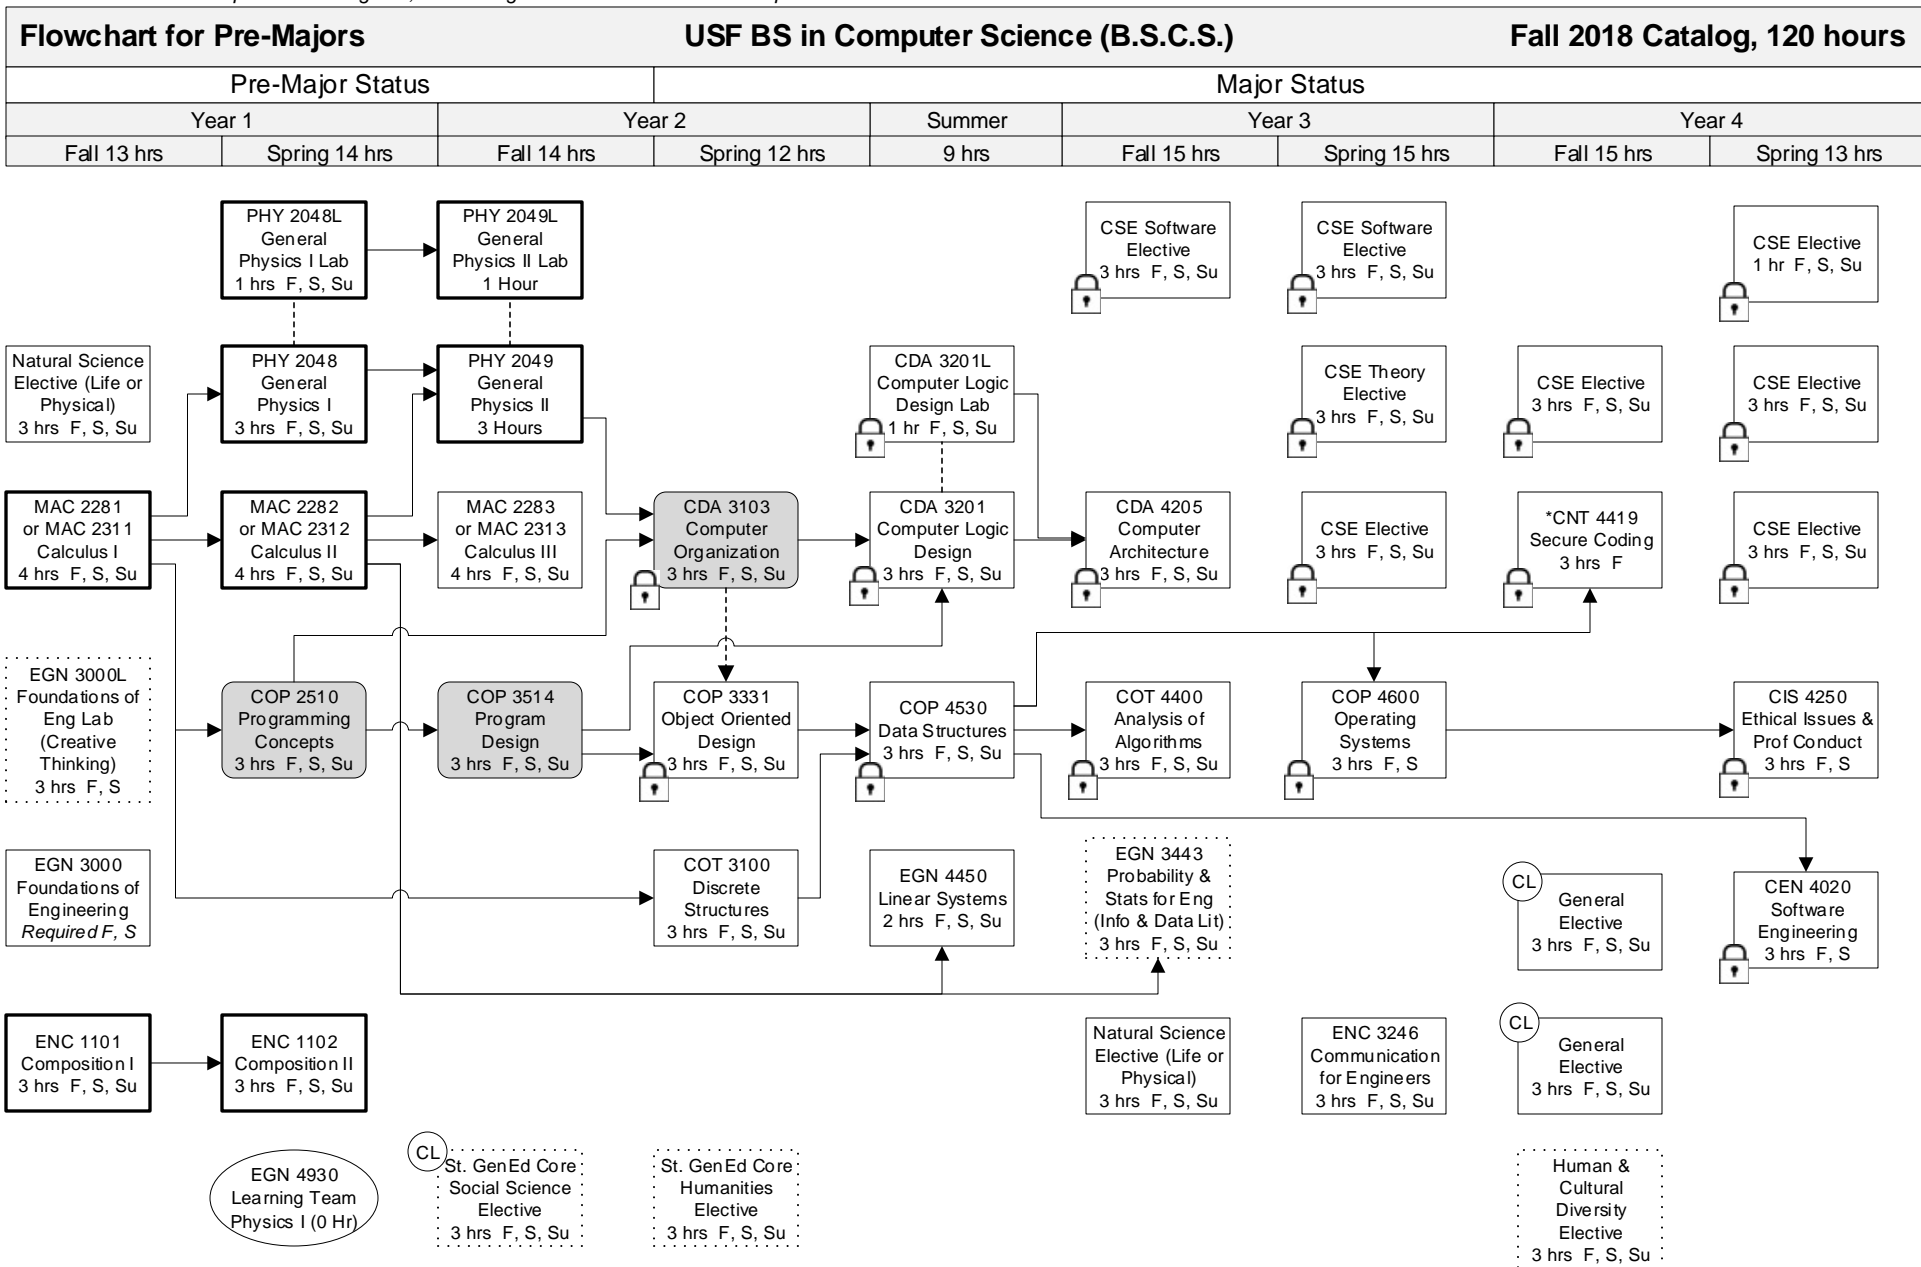 Flowchart for Pre-Majors
USF BS in Computer Science (B.S.C.S.)
Fall 2018 Catalog, 120 hours
Pre-Major Status
Major Status
Year 1
Year 2
Summer
Year 3
Year 4
Fall 13 hrs
Spring 14 hrs
Fall 14 hrs
Spring 12 hrs
9 hrs
Fall 15 hrs
Spring 15 hrs
Fall 15 hrs
Spring 13 hrs
PHY 2048L
General
Physics I Lab
1 hrs F, S, Su
PHY 2049L
General
Physics II Lab
1 Hour
CSE Software
Elective
3 hrs F, S, Su
CSE Software
Elective
3 hrs F, S, Su
CSE Elective
1 hr F, S, Su
Natural Science
Elective (Life or
Physical)
3 hrs F, S, Su
PHY 2048
General
Physics I
3 hrs F, S, Su
PHY 2049
General
Physics II
3 Hours
CDA 3201L
Computer Logic
Design Lab
1 hr F, S, Su
CSE Theory
Elective
3 hrs F, S, Su
CSE Elective
3 hrs F, S, Su
CSE Elective
3 hrs F, S, Su
MAC 2281
or MAC 2311
Calculus I
4 hrs F, S, Su
MAC 2282
or MAC 2312
Calculus II
4 hrs F, S, Su
MAC 2283
or MAC 2313
Calculus III
4 hrs F, S, Su
CDA 3103
Computer
Organization
3 hrs F, S, Su
CDA 3201
Computer Logic
Design
3 hrs F, S, Su
CDA 4205
Computer
Architecture
3 hrs F, S, Su
CSE Elective
3 hrs F, S, Su
*CNT 4419
Secure Coding
3 hrs F
CSE Elective
3 hrs F, S, Su
EGN 3000L
Foundations of
Eng Lab
(Creative
Thinking)
3 hrs F, S
COP 2510
Programming
Concepts
3 hrs F, S, Su
COP 3514
Program
Design
3 hrs F, S, Su
COP 3331
Object Oriented
Design
3 hrs F, S, Su
COP 4530
Data Structures
3 hrs F, S, Su
COT 4400
Analysis of
Algorithms
3 hrs F, S, Su
COP 4600
Operating
Systems
3 hrs F, S
CIS 4250
Ethical Issues &
Prof Conduct
3 hrs F, S
EGN 3000
Foundations of
Engineering
Required F, S
COT 3100
Discrete
Structures
3 hrs F, S, Su
EGN 4450
Linear Systems
2 hrs F, S, Su
EGN 3443
Probability &
Stats for Eng
(Info & Data Lit)
3 hrs F, S, Su
CL
General
Elective
3 hrs F, S, Su
CEN 4020
Software
Engineering
3 hrs F, S
ENC 1101
Composition I
3 hrs F, S, Su
ENC 1102
Composition II
3 hrs F, S, Su
Natural Science
Elective (Life or
Physical)
3 hrs F, S, Su
ENC 3246
Communication
for Engineers
3 hrs F, S, Su
CL
General
Elective
3 hrs F, S, Su
EGN 4930
Learning Team
Physics I (0 Hr)
CL
St. GenEd Core
Social Science
Elective
3 hrs F, S, Su
St. GenEd Core
Humanities
Elective
3 hrs F, S, Su
Human &
Cultural
Diversity
Elective
3 hrs F, S, Su